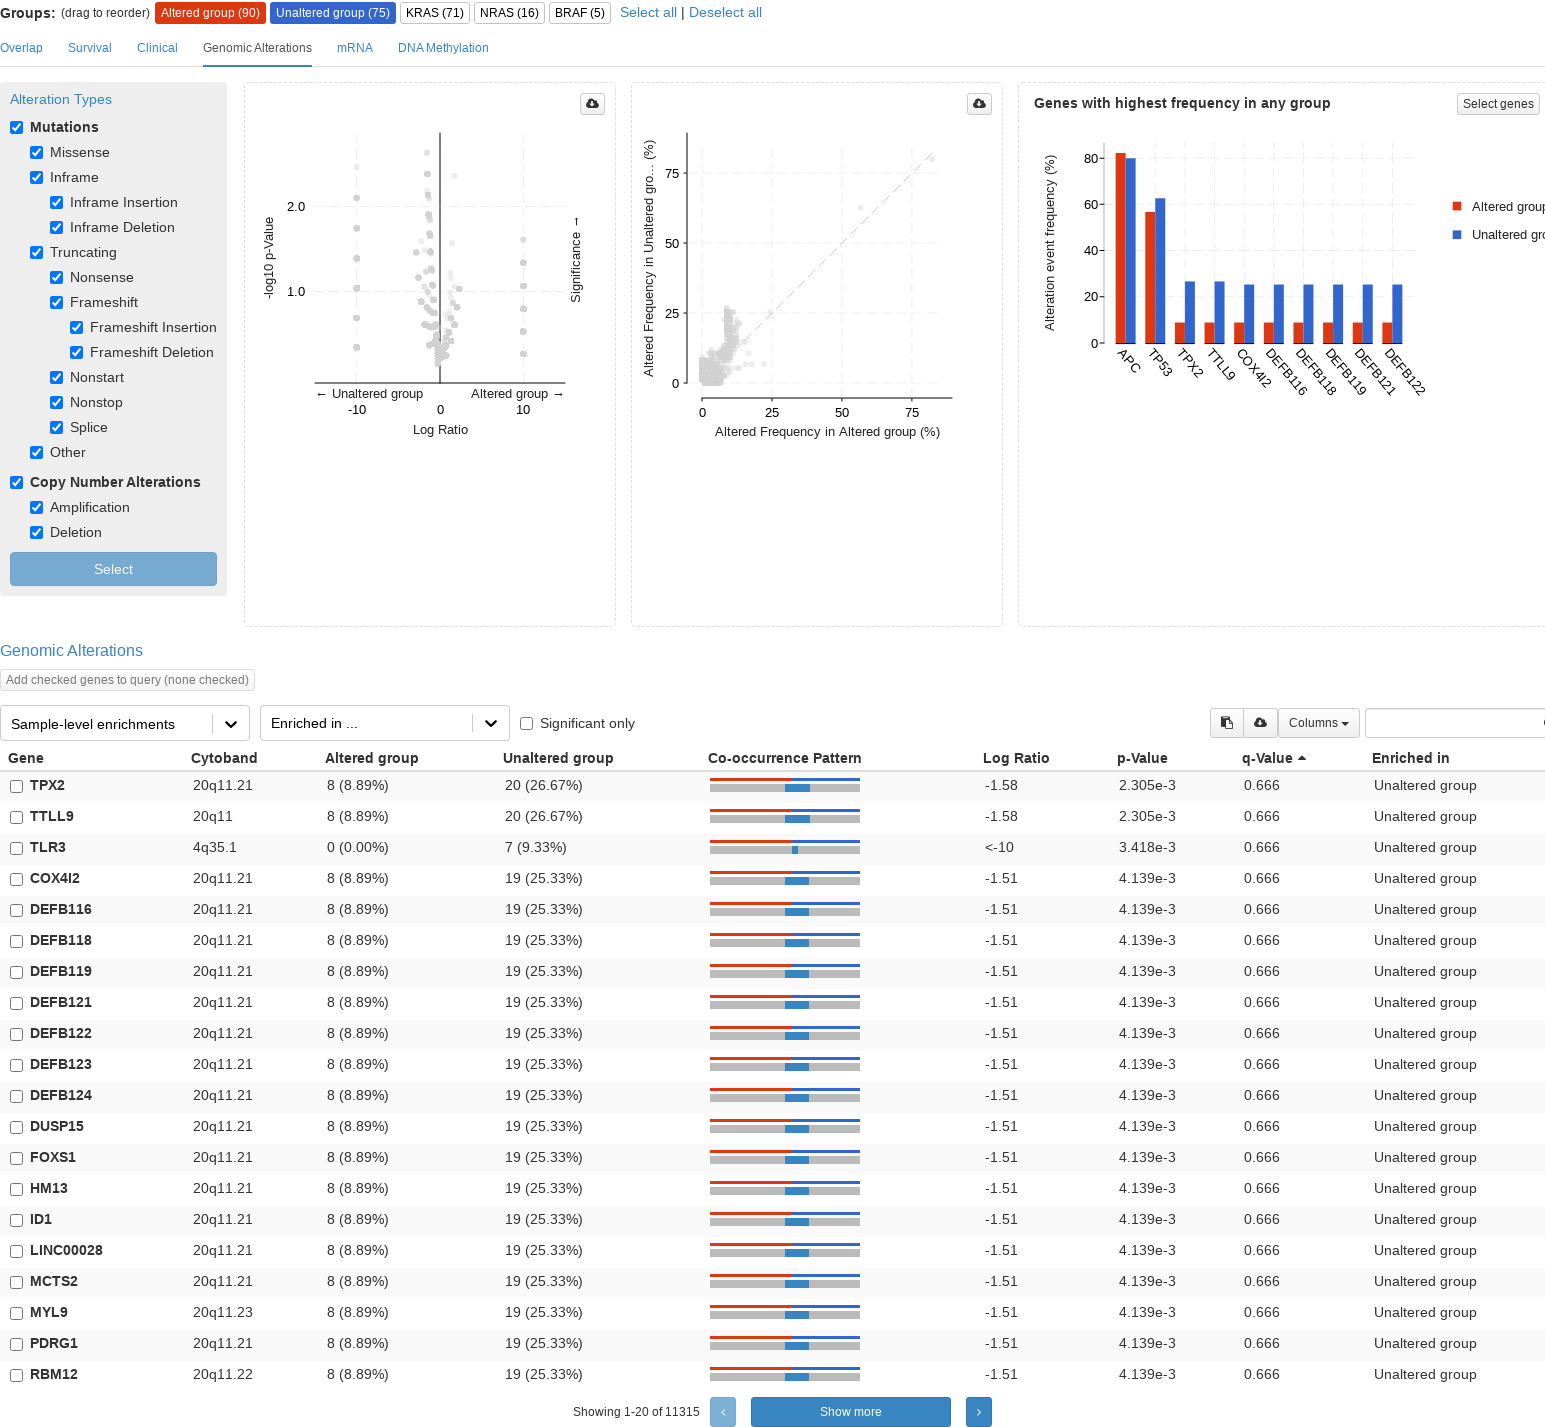 Groups: (drag to reorder) Altered group (90) Unaltered group (75) KRAS (71) NRAS (16) BRAF (5) Select all | Deselect all
Overlap Survival Clinical Genomic Alterations mRNA DNA Methylation
Alteration Types
Mutations
Missense
Inframe
Inframe Insertion
Inframe Deletion
Truncating
Nonsense
Frameshift
Frameshift Insertion
Frameshift Deletion
Nonstart
Nonstop
Splice
Other
Copy Number Alterations
Amplification
Deletion
Select
-log10 p-Value
2.0
1.0
Significance →
← Unaltered group Altered group →
-10 0 10
Log Ratio
Altered Frequency in Unaltered gro... (%)
75
50
25
0
0 25 50 75
Altered Frequency in Altered group (%)
Genes with highest frequency in any group Select genes
Alteration event frequency (%)
80
60
40
20
0
APC TP53 TPX2 TTLL9 COX4I2 DEFB116 DEFB118 DEFB119 DEFB121 DEFB122
Altered group
Unaltered gro
Genomic Alterations
Add checked genes to query (none checked)
Sample-level enrichments Enriched in ... Significant only Columns
Gene Cytoband Altered group Unaltered group Co-occurrence Pattern Log Ratio p-Value q-Value Enriched in
TPX2 20q11.21 8 (8.89%) 20 (26.67%) -1.58 2.305e-3 0.666 Unaltered group
TTLL9 20q11 8 (8.89%) 20 (26.67%) -1.58 2.305e-3 0.666 Unaltered group
TLR3 4q35.1 0 (0.00%) 7 (9.33%) <-10 3.418e-3 0.666 Unaltered group
COX4I2 20q11.21 8 (8.89%) 19 (25.33%) -1.51 4.139e-3 0.666 Unaltered group
DEFB116 20q11.21 8 (8.89%) 19 (25.33%) -1.51 4.139e-3 0.666 Unaltered group
DEFB118 20q11.21 8 (8.89%) 19 (25.33%) -1.51 4.139e-3 0.666 Unaltered group
DEFB119 20q11.21 8 (8.89%) 19 (25.33%) -1.51 4.139e-3 0.666 Unaltered group
DEFB121 20q11.21 8 (8.89%) 19 (25.33%) -1.51 4.139e-3 0.666 Unaltered group
DEFB122 20q11.21 8 (8.89%) 19 (25.33%) -1.51 4.139e-3 0.666 Unaltered group
DEFB123 20q11.21 8 (8.89%) 19 (25.33%) -1.51 4.139e-3 0.666 Unaltered group
DEFB124 20q11.21 8 (8.89%) 19 (25.33%) -1.51 4.139e-3 0.666 Unaltered group
DUSP15 20q11.21 8 (8.89%) 19 (25.33%) -1.51 4.139e-3 0.666 Unaltered group
FOXS1 20q11.21 8 (8.89%) 19 (25.33%) -1.51 4.139e-3 0.666 Unaltered group
HM13 20q11.21 8 (8.89%) 19 (25.33%) -1.51 4.139e-3 0.666 Unaltered group
ID1 20q11.21 8 (8.89%) 19 (25.33%) -1.51 4.139e-3 0.666 Unaltered group
LINC00028 20q11.21 8 (8.89%) 19 (25.33%) -1.51 4.139e-3 0.666 Unaltered group
MCTS2 20q11.21 8 (8.89%) 19 (25.33%) -1.51 4.139e-3 0.666 Unaltered group
MYL9 20q11.23 8 (8.89%) 19 (25.33%) -1.51 4.139e-3 0.666 Unaltered group
PDRG1 20q11.21 8 (8.89%) 19 (25.33%) -1.51 4.139e-3 0.666 Unaltered group
RBM12 20q11.22 8 (8.89%) 19 (25.33%) -1.51 4.139e-3 0.666 Unaltered group
Showing 1-20 of 11315 ‹ Show more ›